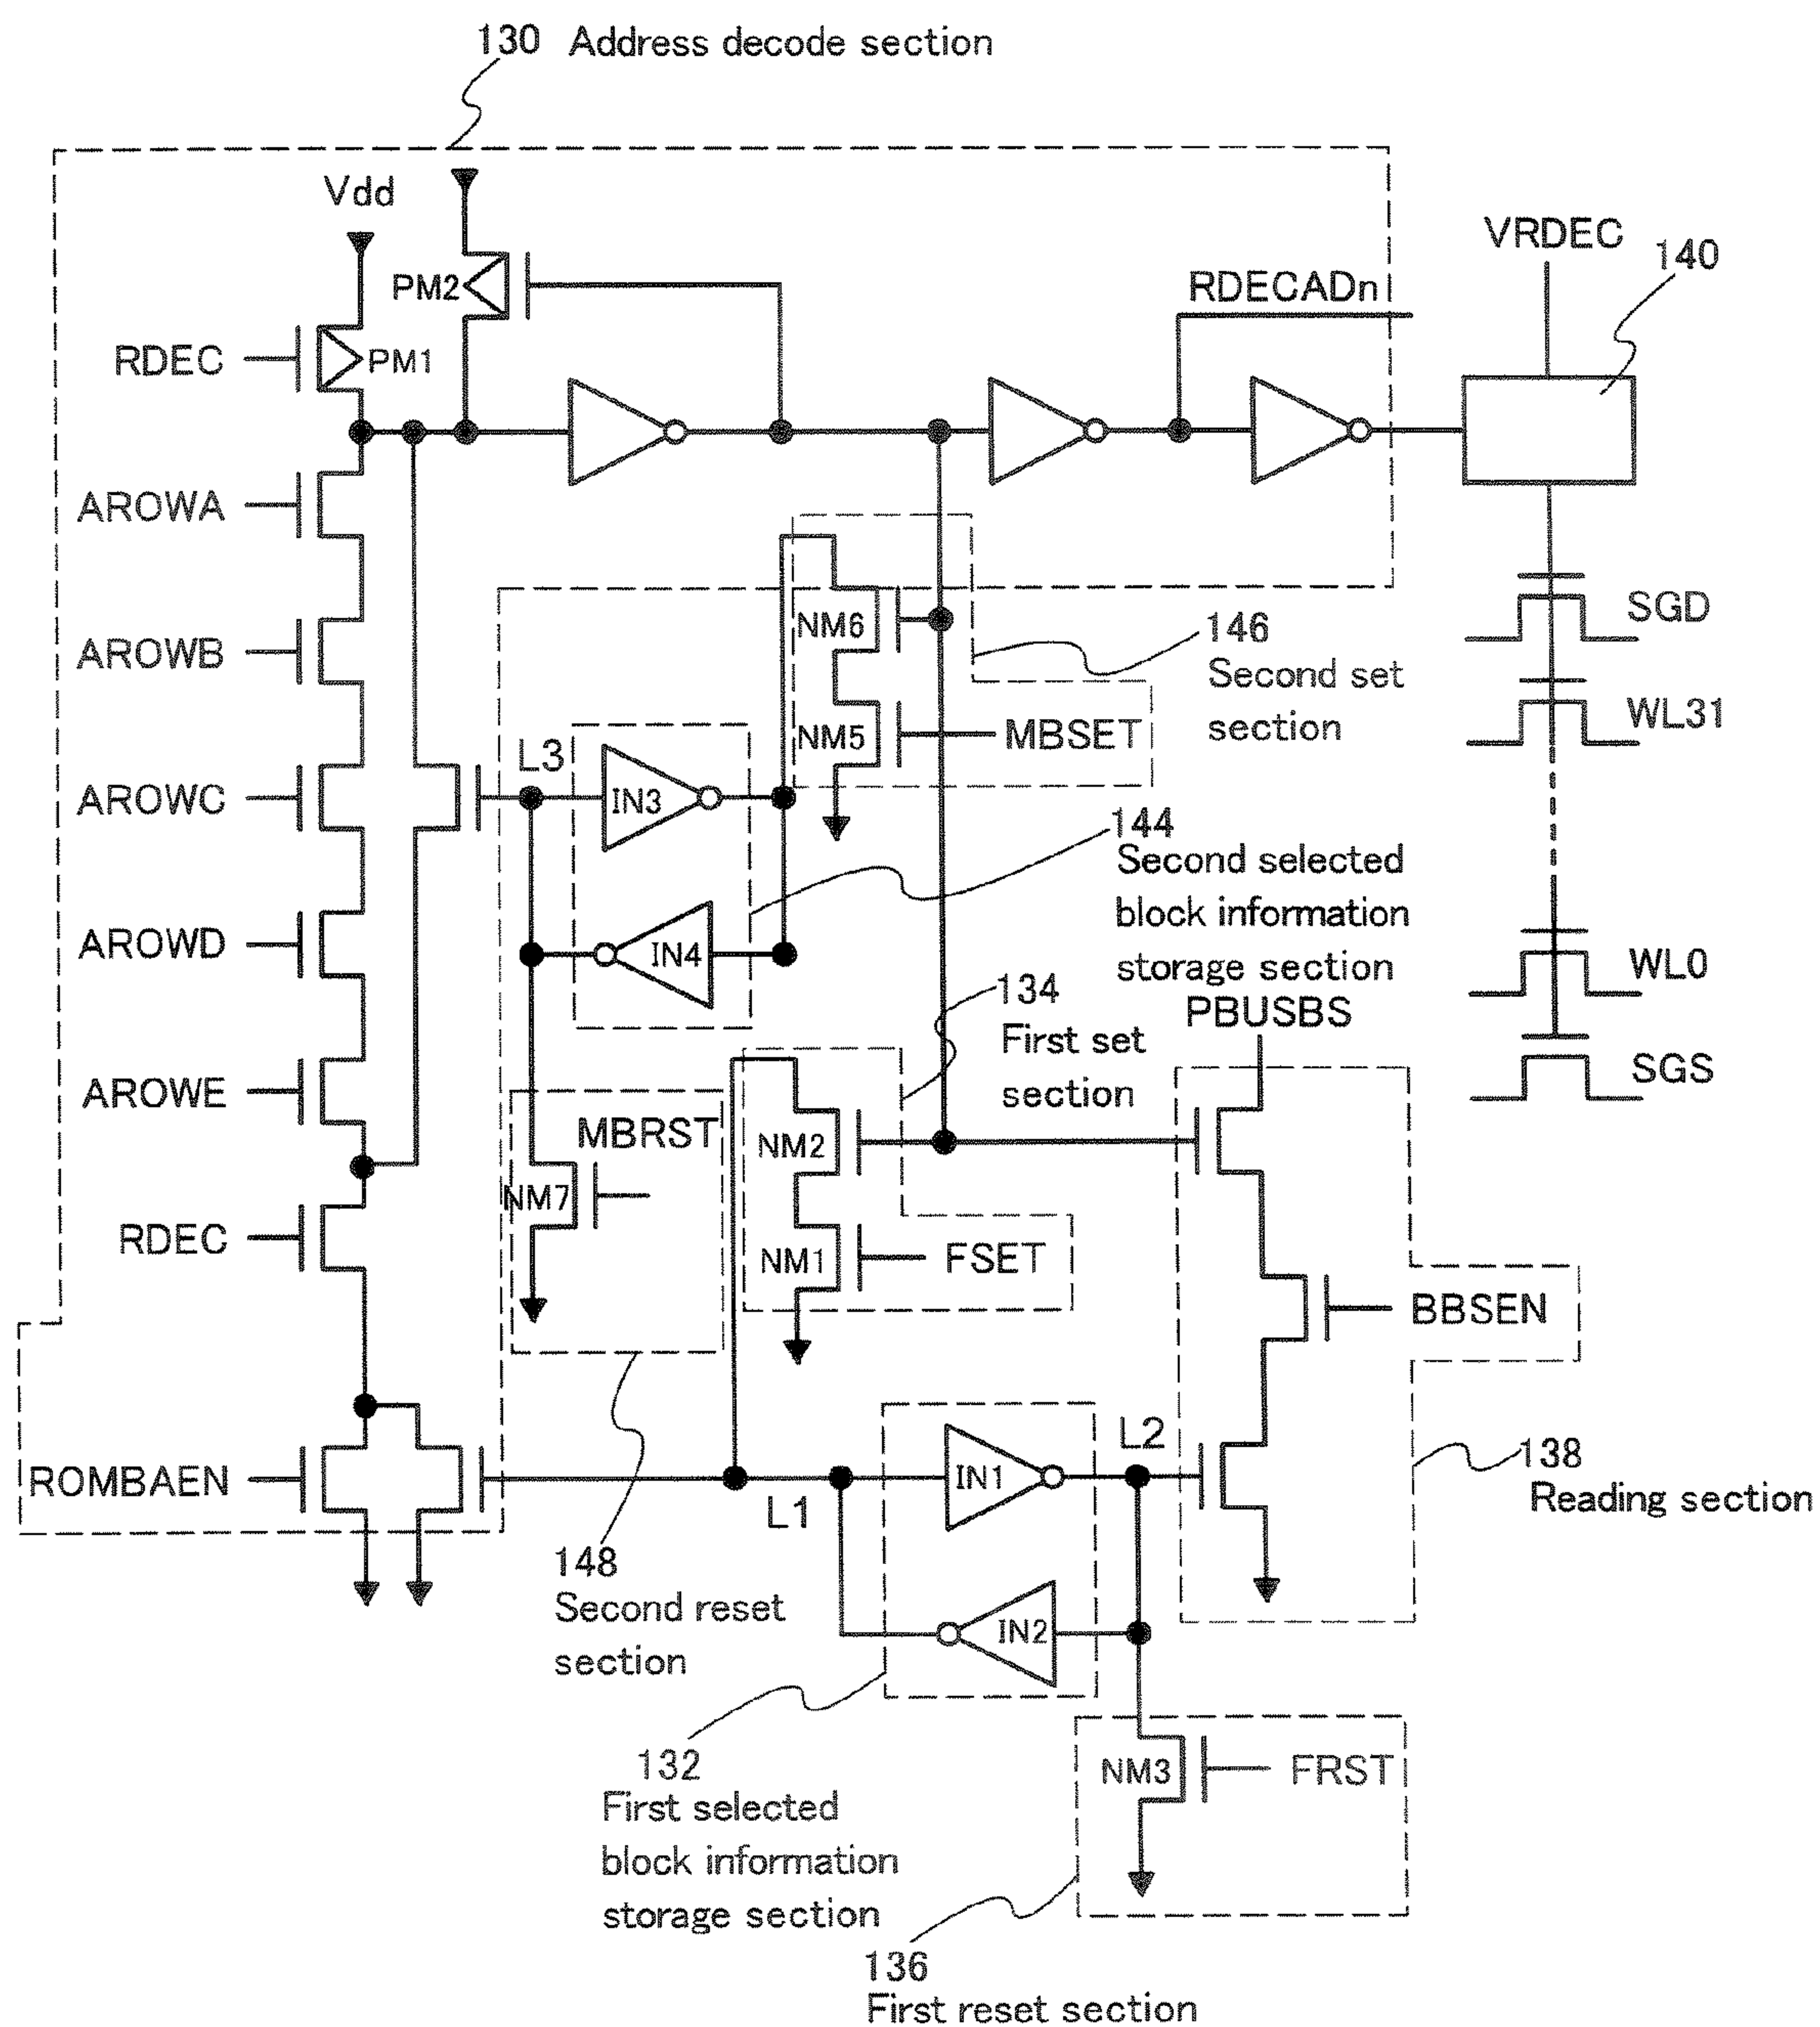 130 Address decode section
Vdd
VRDEC
140
PM2
RDECADn
RDEC
PM1
AROWA
SGD
NM6
146
Second set
section
AROWB
WL31
NM5
MBSET
L3
AROWC
IN3
144
Second selected
block information
storage section
AROWD
IN4
WL0
134
First set
section
PBUSBS
SGS
AROWE
MBRST
NM2
NM7
RDEC
NM1
FSET
BBSEN
L2
138
Reading section
ROMBAEN
IN1
L1
148
Second reset
section
IN2
132
First selected
block information
storage section
NM3
FRST
136
First reset section